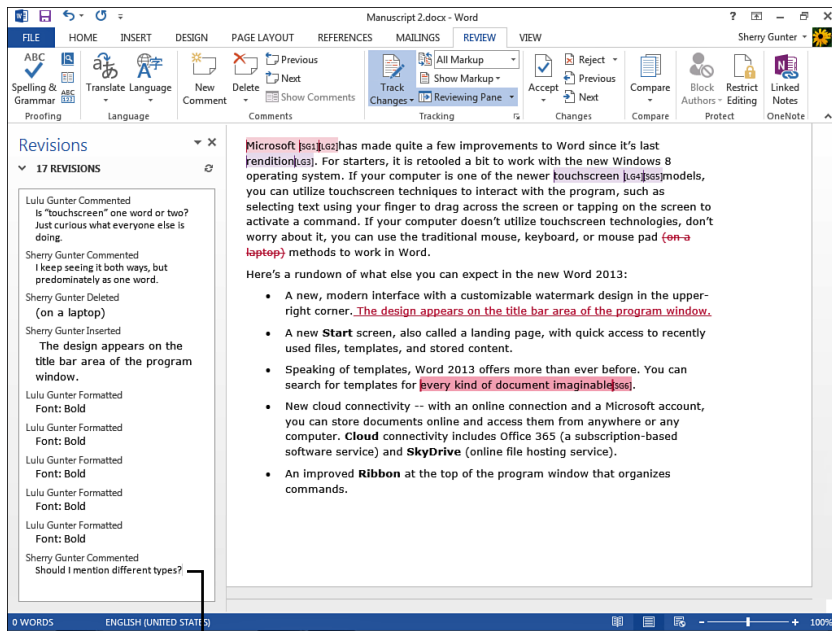 Manuscript 2.docx - Word
FILE HOME INSERT DESIGN PAGE LAYOUT REFERENCES MAILINGS REVIEW VIEW Sherry Gunter
ABC
Spelling & Grammar
ABC
123
Proofing
Translate Language
Language
New Comment
Delete
Previous
Next
Show Comments
Comments
Track Changes
All Markup
Show Markup
Reviewing Pane
Tracking
Accept
Reject
Previous
Next
Changes
Compare
Compare
Block Authors
Restrict Editing
Protect
Linked Notes
OneNote
Revisions
17 REVISIONS
Lulu Gunter Commented
Is "touchscreen" one word or two?
Just curious what everyone else is
doing.
Sherry Gunter Commented
I keep seeing it both ways, but
predominately as one word.
Sherry Gunter Deleted
(on a laptop)
Sherry Gunter Inserted
The design appears on the
title bar area of the program
window.
Lulu Gunter Formatted
Font: Bold
Lulu Gunter Formatted
Font: Bold
Lulu Gunter Formatted
Font: Bold
Lulu Gunter Formatted
Font: Bold
Lulu Gunter Formatted
Font: Bold
Sherry Gunter Commented
Should I mention different types?
Microsoft [SG1][LG2]has made quite a few improvements to Word since it's last
rendition[LG3]. For starters, it is retooled a bit to work with the new Windows 8
operating system. If your computer is one of the newer touchscreen [LG4][SG5]models,
you can utilize touchscreen techniques to interact with the program, such as
selecting text using your finger to drag across the screen or tapping on the screen to
activate a command. If your computer doesn't utilize touchscreen technologies, don't
worry about it, you can use the traditional mouse, keyboard, or mouse pad (on a
laptop) methods to work in Word.
Here's a rundown of what else you can expect in the new Word 2013:
• A new, modern interface with a customizable watermark design in the upper-
right corner. The design appears on the title bar area of the program window.
• A new Start screen, also called a landing page, with quick access to recently
used files, templates, and stored content.
• Speaking of templates, Word 2013 offers more than ever before. You can
search for templates for every kind of document imaginable[SG6].
• New cloud connectivity -- with an online connection and a Microsoft account,
you can store documents online and access them from anywhere or any
computer. Cloud connectivity includes Office 365 (a subscription-based
software service) and SkyDrive (online file hosting service).
• An improved Ribbon at the top of the program window that organizes
commands.
0 WORDS ENGLISH (UNITED STATES) 100%